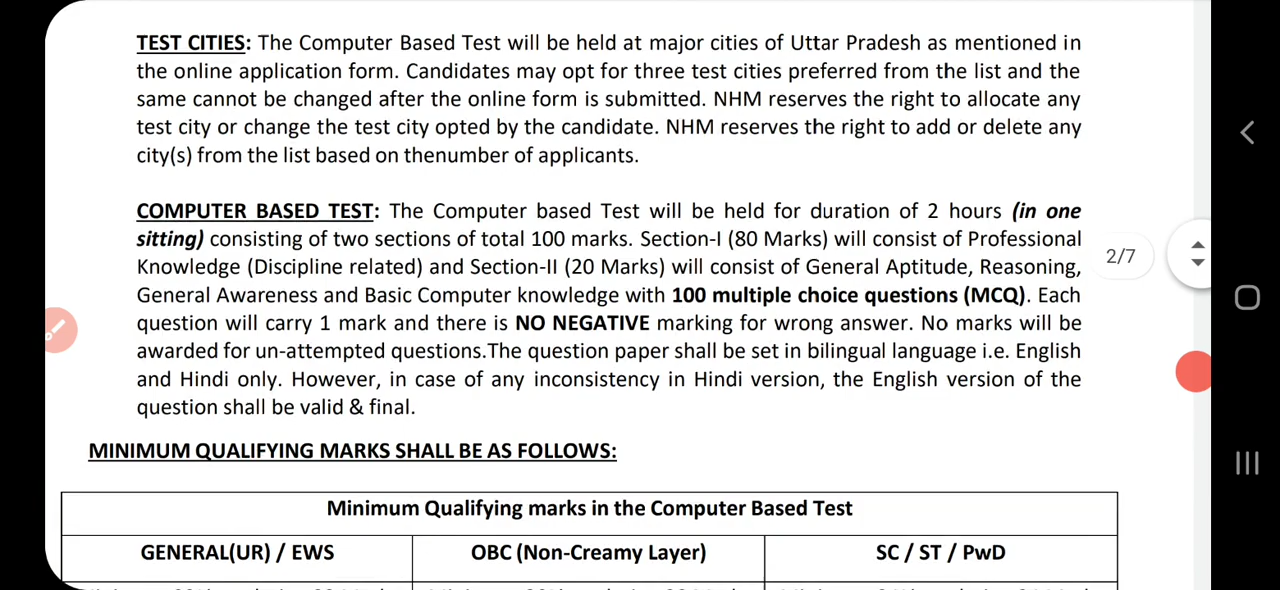 TEST CITIES: The Computer Based Test will be held at major cities of Uttar Pradesh as mentioned in
the online application form. Candidates may opt for three test cities preferred from the list and the
same cannot be changed after the online form is submitted. NHM reserves the right to allocate any
test city or change the test city opted by the candidate. NHM reserves the right to add or delete any
city(s) from the list based on thenumber of applicants.
COMPUTER BASED TEST: The Computer based Test will be held for duration of 2 hours (in one
sitting) consisting of two sections of total 100 marks. Section-I (80 Marks) will consist of Professional
Knowledge (Discipline related) and Section-II (20 Marks) will consist of General Aptitude, Reasoning,
2/7
General Awareness and Basic Computer knowledge with 100 multiple choice questions (MCQ). Each
question will carry 1 mark and there is NO NEGATIVE marking for wrong answer. No marks will be
awarded for un-attempted questions.The question paper shall be set in bilingual language i.e. English
and Hindi only. However, in case of any inconsistency in Hindi version, the English version of the
question shall be valid & final.
MINIMUM QUALIFYING MARKS SHALL BE AS FOLLOWS:
Minimum Qualifying marks in the Computer Based Test
GENERAL(UR) / EWS OBC (Non-Creamy Layer) SC / ST / PwD